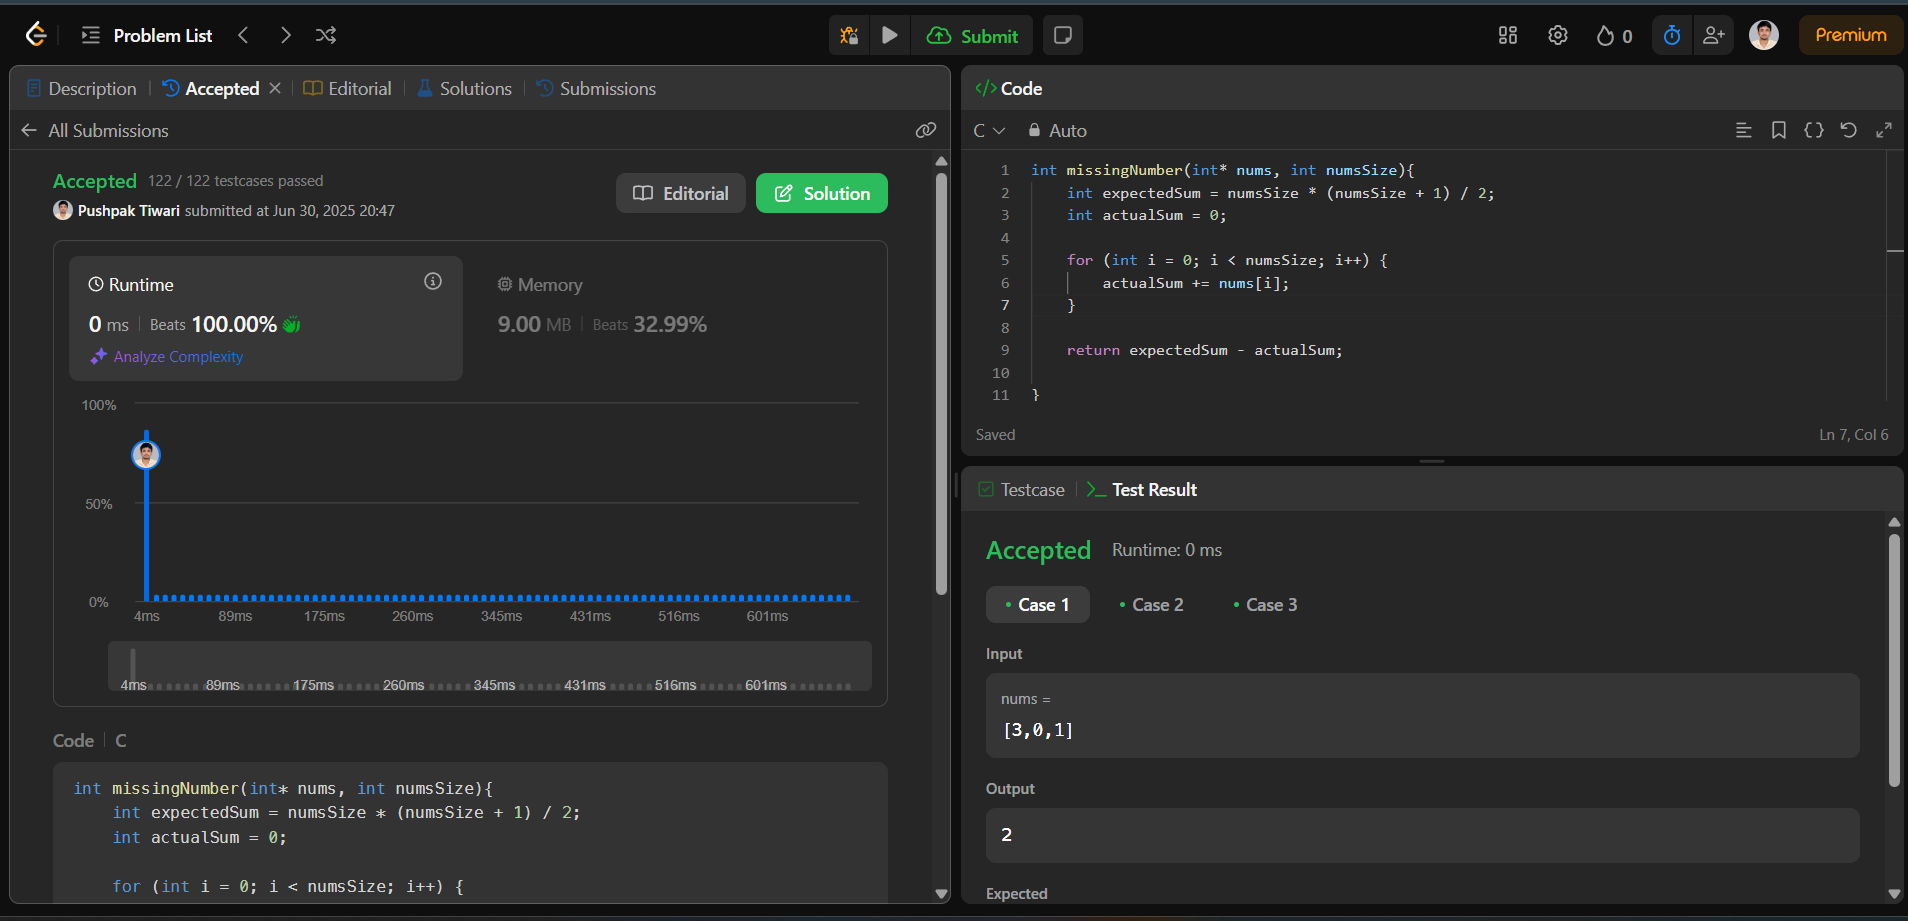 Problem List
Submit
0
Premium
Description
Accepted
Editorial
Solutions
Submissions
All Submissions
Accepted 122 / 122 testcases passed
Pushpak Tiwari submitted at Jun 30, 2025 20:47
Editorial
Solution
Runtime
0 ms Beats 100.00%
Analyze Complexity
Memory
9.00 MB Beats 32.99%
100%
50%
0%
4ms 89ms 175ms 260ms 345ms 431ms 516ms 601ms
4ms 89ms 175ms 260ms 345ms 431ms 516ms 601ms
Code C
int missingNumber(int* nums, int numsSize){
    int expectedSum = numsSize * (numsSize + 1) / 2;
    int actualSum = 0;
    for (int i = 0; i < numsSize; i++) {
</> Code
C Auto
1 int missingNumber(int* nums, int numsSize){
2     int expectedSum = numsSize * (numsSize + 1) / 2;
3     int actualSum = 0;
4
5     for (int i = 0; i < numsSize; i++) {
6         actualSum += nums[i];
7     }
8
9     return expectedSum - actualSum;
10
11 }
Saved
Ln 7, Col 6
Testcase
Test Result
Accepted Runtime: 0 ms
Case 1
Case 2
Case 3
Input
nums =
[3,0,1]
Output
2
Expected